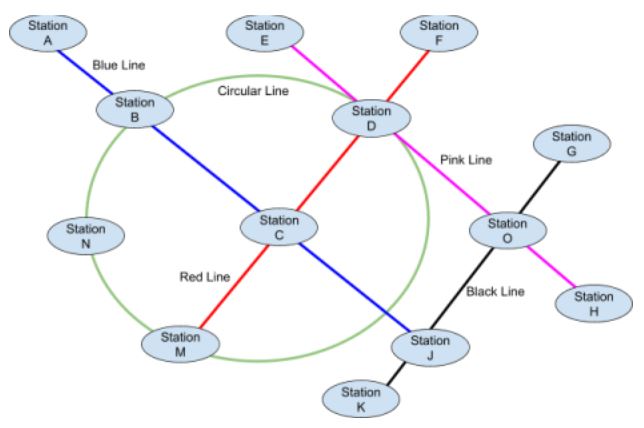 Station
A
Station
E
Station
F
Blue Line
Circular Line
Station
B
Station
D
Station
G
Pink Line
Station
C
Station
O
Station
N
Red Line
Black Line
Station
H
Station
M
Station
J
Station
K